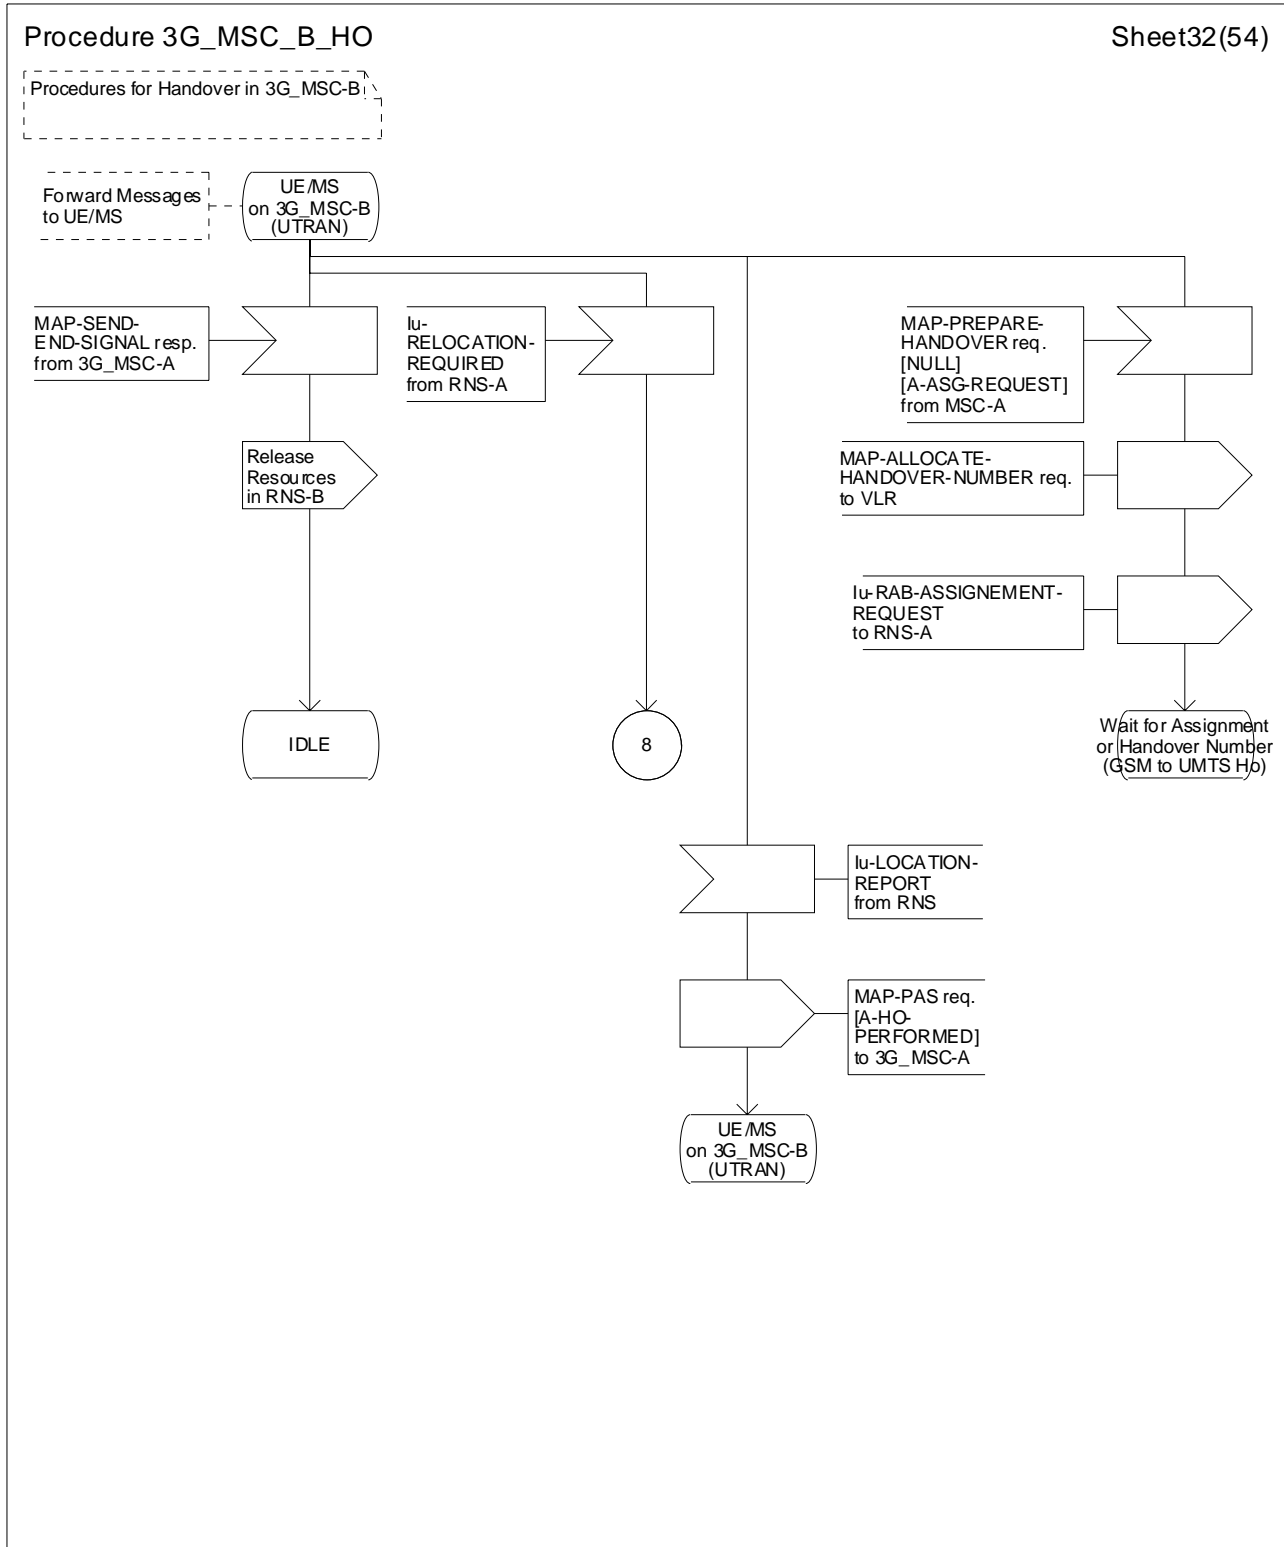 Procedure 3G_MSC_B_HO
Sheet32(54)
Procedures for Handover in 3G_MSC-B
Forward Messages
to UE/MS
UE/MS
on 3G_MSC-B
(UTRAN)
MAP-SEND-
END-SIGNAL resp.
from 3G_MSC-A
Iu-
RELOCATION-
REQUIRED
from RNS-A
MAP-PREPARE-
HANDOVER req.
[NULL]
[A-ASG-REQUEST]
from MSC-A
Release
Resources
in RNS-B
MAP-ALLOCATE-
HANDOVER-NUMBER req.
to VLR
Iu-RAB-ASSIGNEMENT-
REQUEST
to RNS-A
IDLE
8
Wait for Assignment
or Handover Number
(GSM to UMTS Ho)
Iu-LOCATION-
REPORT
from RNS
MAP-PAS req.
[A-HO-
PERFORMED]
to 3G_MSC-A
UE/MS
on 3G_MSC-B
(UTRAN)